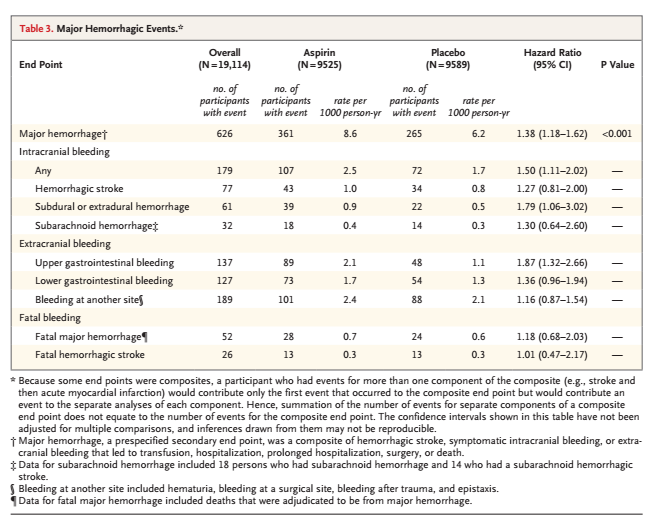 Table 3. Major Hemorrhagic Events.*
End Point Overall (N=19,114) Aspirin (N=9525) Placebo (N=9589) Hazard Ratio (95% CI) P Value
no. of participants with event no. of participants with event rate per 1000 person-yr no. of participants with event rate per 1000 person-yr
Major hemorrhage† 626 361 8.6 265 6.2 1.38 (1.18–1.62) <0.001
Intracranial bleeding
Any 179 107 2.5 72 1.7 1.50 (1.11–2.02) —
Hemorrhagic stroke 77 43 1.0 34 0.8 1.27 (0.81–2.00) —
Subdural or extradural hemorrhage 61 39 0.9 22 0.5 1.79 (1.06–3.02) —
Subarachnoid hemorrhage‡ 32 18 0.4 14 0.3 1.30 (0.64–2.60) —
Extracranial bleeding
Upper gastrointestinal bleeding 137 89 2.1 48 1.1 1.87 (1.32–2.66) —
Lower gastrointestinal bleeding 127 73 1.7 54 1.3 1.36 (0.96–1.94) —
Bleeding at another site§ 189 101 2.4 88 2.1 1.16 (0.87–1.54) —
Fatal bleeding
Fatal major hemorrhage¶ 52 28 0.7 24 0.6 1.18 (0.68–2.03) —
Fatal hemorrhagic stroke 26 13 0.3 13 0.3 1.01 (0.47–2.17) —
* Because some end points were composites, a participant who had events for more than one component of the composite (e.g., stroke and
then acute myocardial infarction) would contribute only the first event that occurred to the composite end point but would contribute an
event to the separate analyses of each component. Hence, summation of the number of events for separate components of a composite
end point does not equate to the number of events for the composite end point. The confidence intervals shown in this table have not been
adjusted for multiple comparisons, and inferences drawn from them may not be reproducible.
† Major hemorrhage, a prespecified secondary end point, was a composite of hemorrhagic stroke, symptomatic intracranial bleeding, or extra-
cranial bleeding that led to transfusion, hospitalization, prolonged hospitalization, surgery, or death.
‡ Data for subarachnoid hemorrhage included 18 persons who had subarachnoid hemorrhage and 14 who had a subarachnoid hemorrhagic
stroke.
§ Bleeding at another site included hematuria, bleeding at a surgical site, bleeding after trauma, and epistaxis.
¶ Data for fatal major hemorrhage included deaths that were adjudicated to be from major hemorrhage.